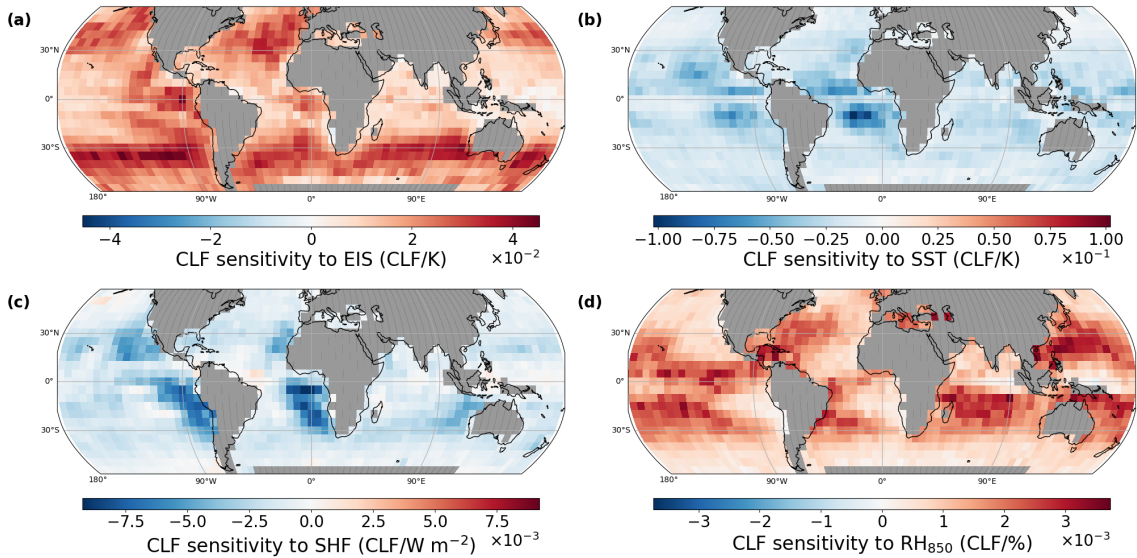 (a)
30°N
0°
30°S
180°
90°W
0°
90°E
−4 −2 0 2 4
×10−2
CLF sensitivity to EIS (CLF/K)
(b)
30°N
0°
30°S
180°
90°W
0°
90°E
−1.00 −0.75 −0.50 −0.25 0.00 0.25 0.50 0.75 1.00
×10−1
CLF sensitivity to SST (CLF/K)
(c)
30°N
0°
30°S
180°
90°W
0°
90°E
−7.5 −5.0 −2.5 0.0 2.5 5.0 7.5
×10−3
CLF sensitivity to SHF (CLF/W m−2)
(d)
30°N
0°
30°S
180°
90°W
0°
90°E
−3 −2 −1 0 1 2 3
×10−3
CLF sensitivity to RH850 (CLF/%)